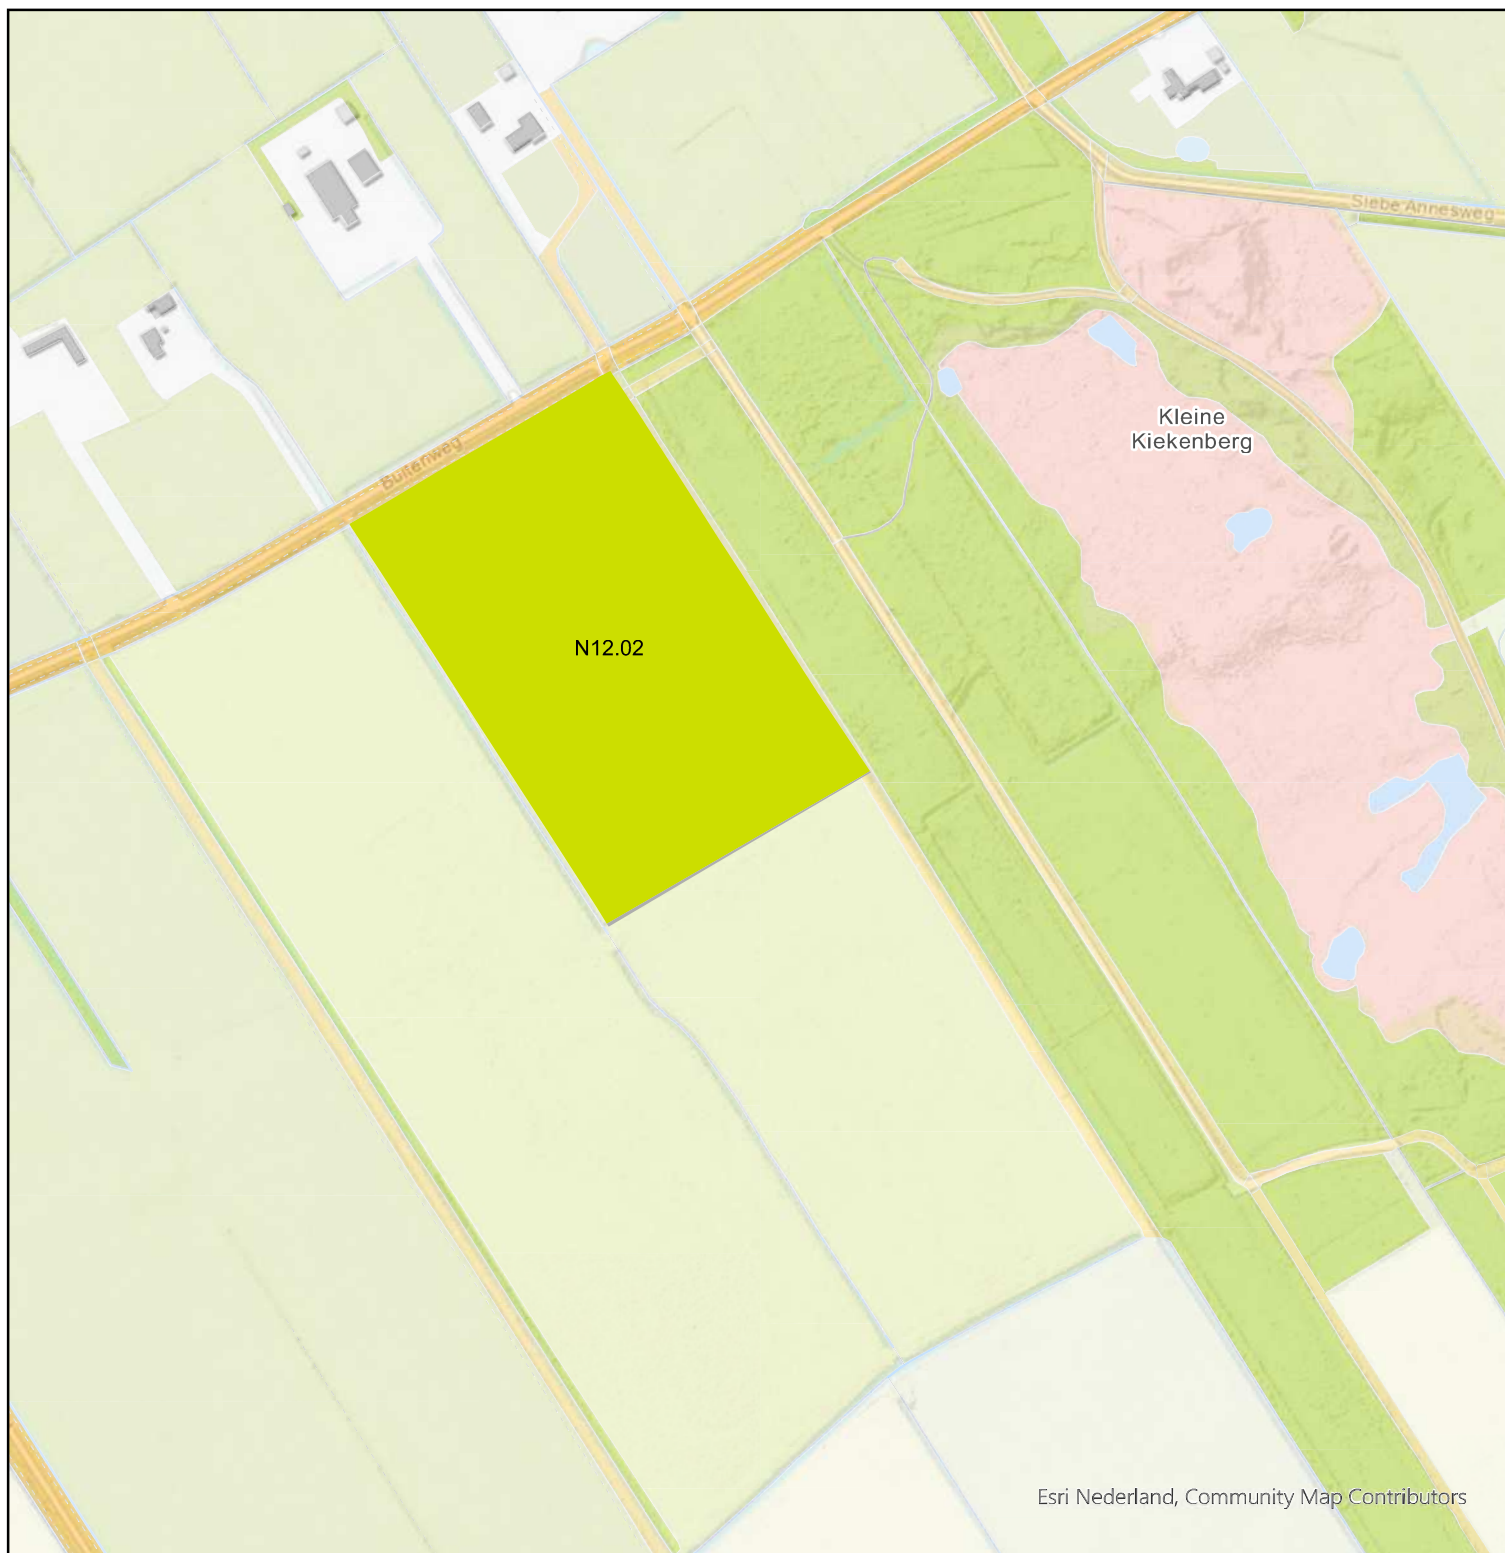 Siebe Annesweg
Kleine
Kiekenberg
Buitenweg
N12.02
Esri Nederland, Community Map Contributors